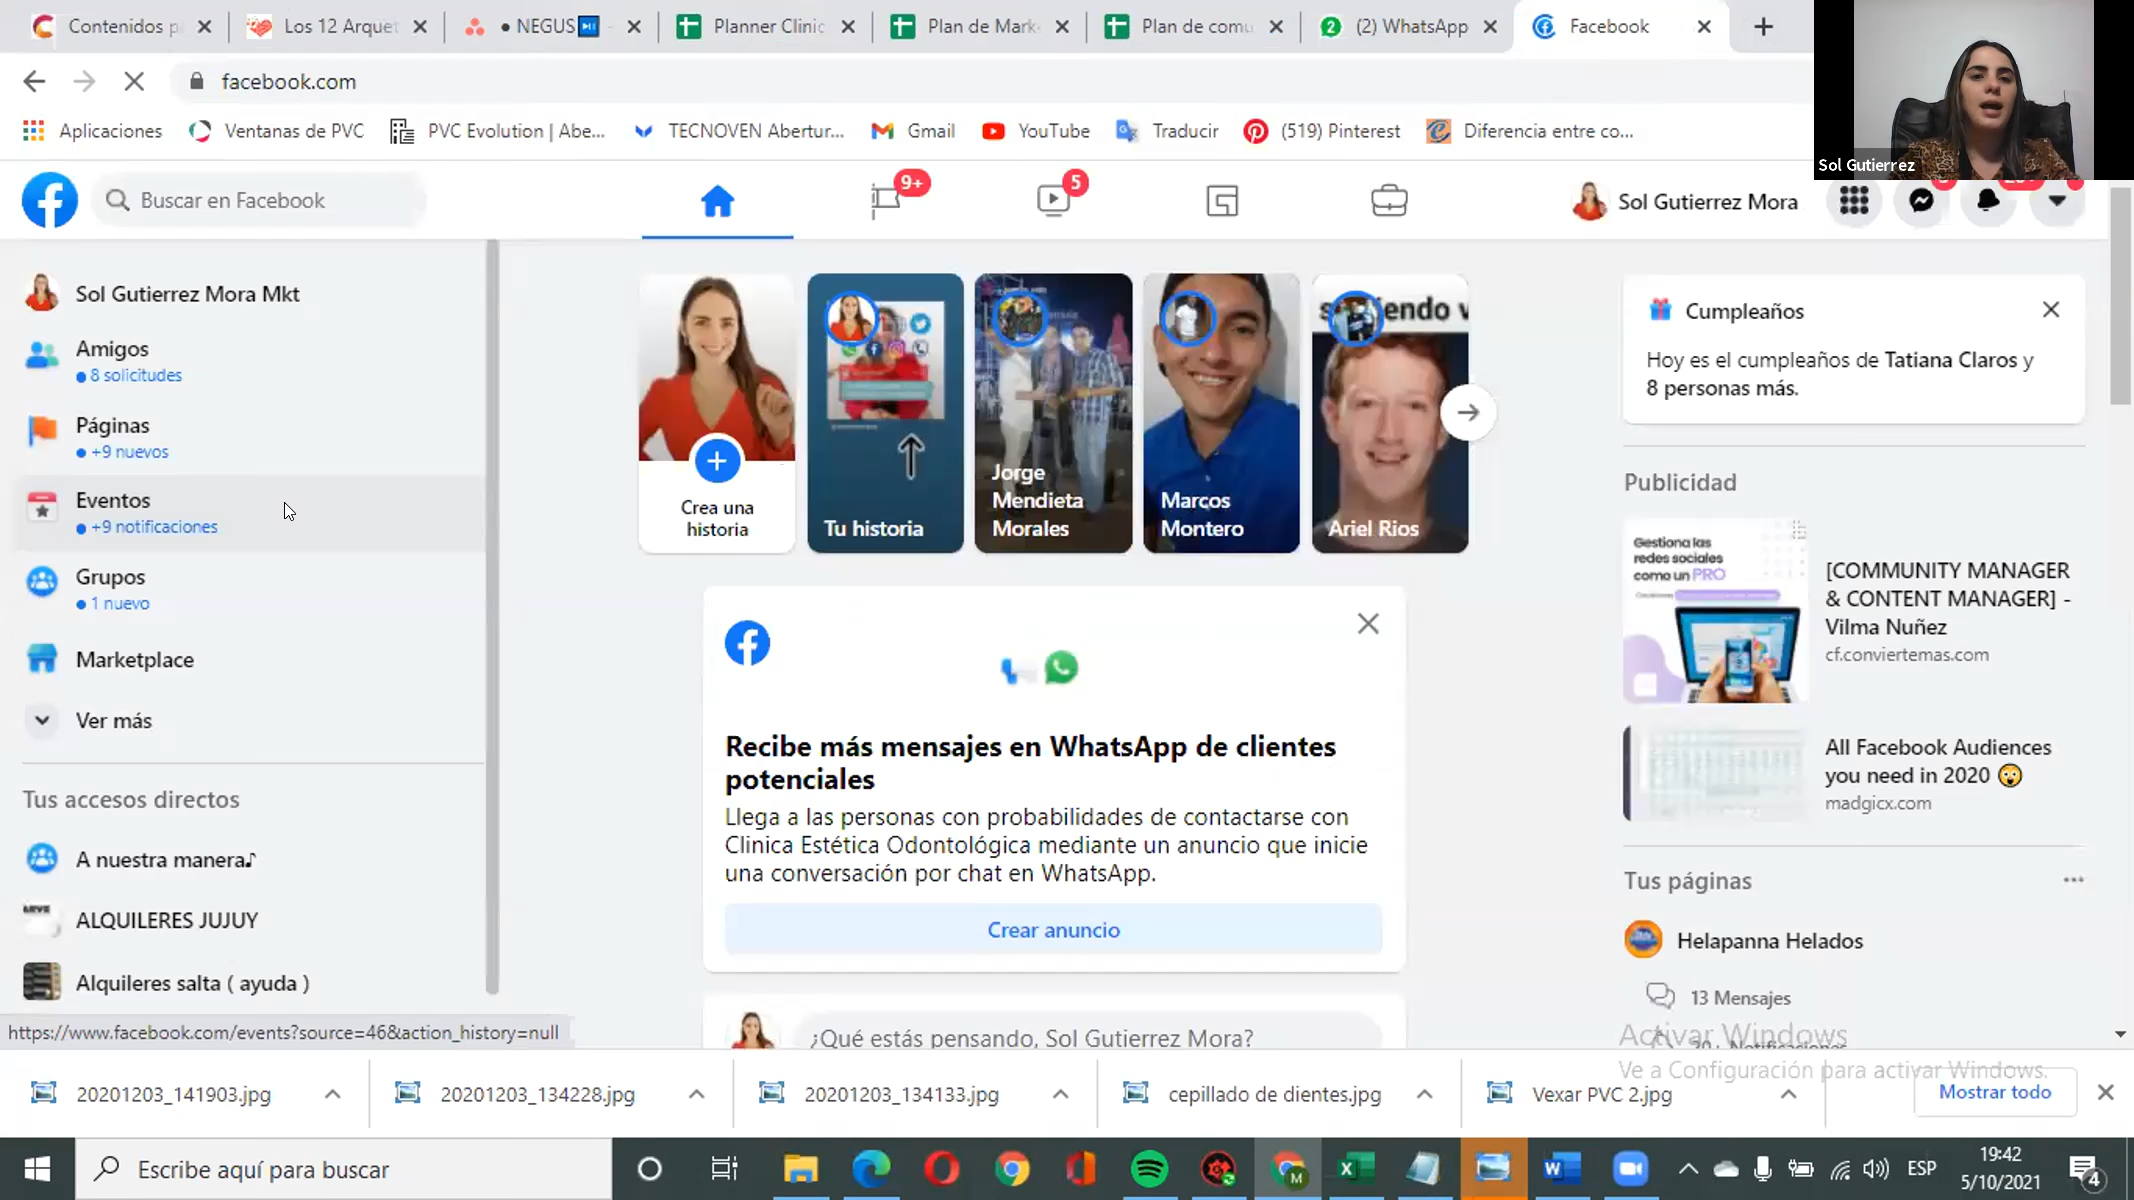 Contenidos p
Los 12 Arquet
• NEGUS
Planner Clinic
Plan de Mark
Plan de comu
(2) WhatsApp
Facebook
facebook.com
Aplicaciones
Ventanas de PVC
PVC Evolution | Abe...
TECNOVEN Abertur...
Gmail
YouTube
Traducir
(519) Pinterest
Diferencia entre co...
Sol Gutierrez
Buscar en Facebook
9+
5
Sol Gutierrez Mora
Sol Gutierrez Mora Mkt
Amigos
8 solicitudes
Páginas
+9 nuevos
Eventos
+9 notificaciones
Grupos
1 nuevo
Marketplace
Ver más
Tus accesos directos
A nuestra manera♪
ALQUILERES JUJUY
Alquileres salta ( ayuda )
https://www.facebook.com/events?source=46&action_history=null
Crea una
historia
Tu historia
Jorge
Mendieta
Morales
Marcos
Montero
endo v
Ariel Rios
Recibe más mensajes en WhatsApp de clientes
potenciales
Llega a las personas con probabilidades de contactarse con
Clinica Estética Odontológica mediante un anuncio que inicie
una conversación por chat en WhatsApp.
Crear anuncio
¿Qué estás pensando, Sol Gutierrez Mora?
Cumpleaños
Hoy es el cumpleaños de Tatiana Claros y
8 personas más.
Publicidad
Gestiona las
redes sociales
como un PRO
[COMMUNITY MANAGER
& CONTENT MANAGER] -
Vilma Nuñez
cf.conviertemas.com
All Facebook Audiences
you need in 2020 😲
madgicx.com
Tus páginas
Helapanna Helados
13 Mensajes
20+ Notificaciones
Activar Windows
Ve a Configuración para activar Windows.
20201203_141903.jpg
20201203_134228.jpg
20201203_134133.jpg
cepillado de dientes.jpg
Vexar PVC 2.jpg
Mostrar todo
Escribe aquí para buscar
ESP
19:42
5/10/2021
4